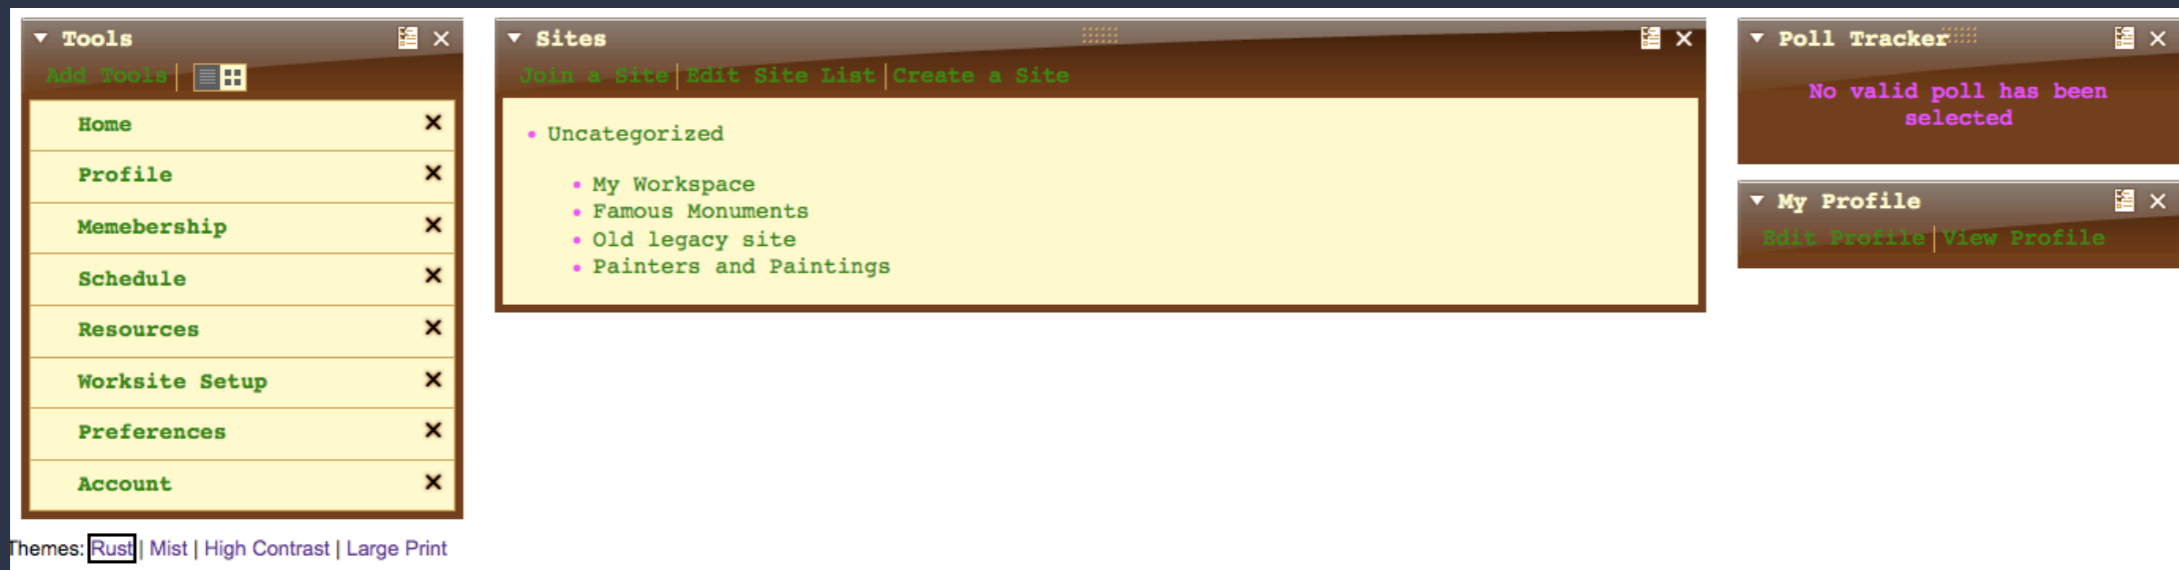 Tools
Add Tools
Home
Profile
Memebership
Schedule
Resources
Worksite Setup
Preferences
Account
Themes: Rust | Mist | High Contrast | Large Print
Sites
Join a Site|Edit Site List|Create a Site
• Uncategorized
• My Workspace
• Famous Monuments
• Old legacy site
• Painters and Paintings
Poll Tracker
No valid poll has been
selected
My Profile
Edit Profile|View Profile